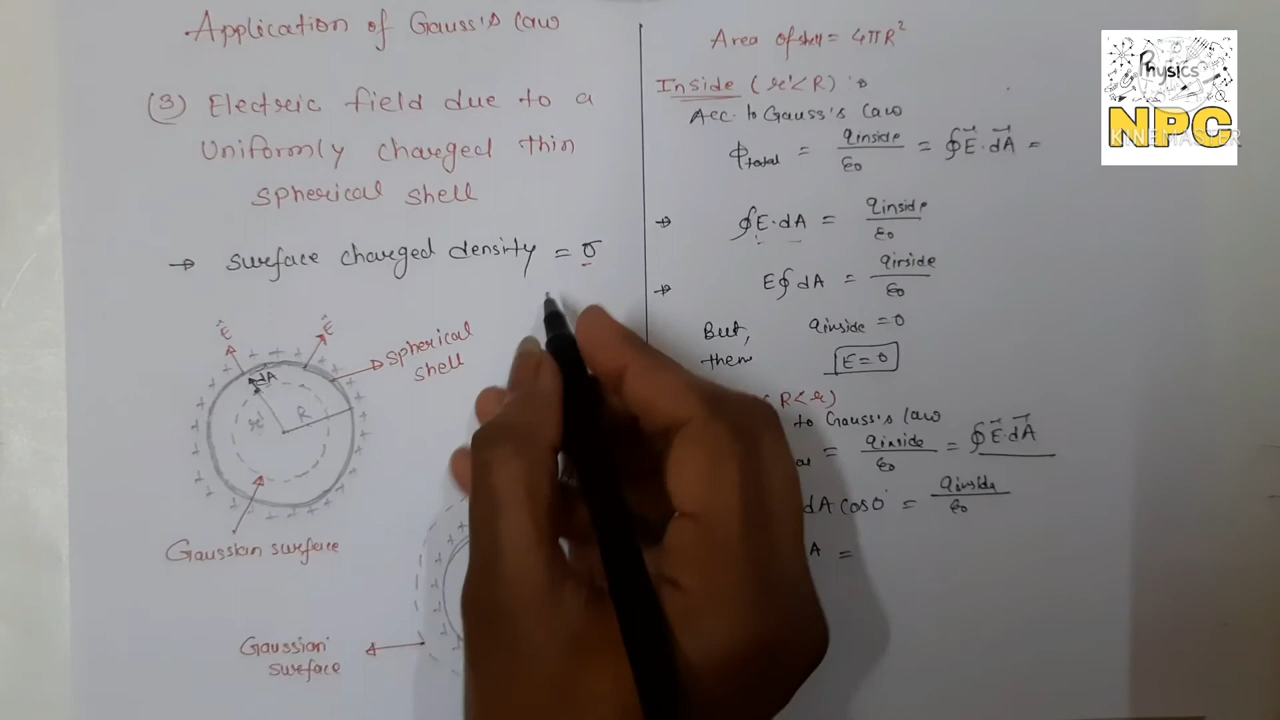 Application of Gauss's law
(3) Electric field due to a
Uniformly charged thin
spherical shell
→ surface charged density = σ
E⃗ E⃗
spherical
shell
dA
r
R
Gaussian surface
Gaussian
surface
Area of shell = 4πR²
Inside (r<R) :
Acc. to Gauss's law
ϕtotal = qinside/ε0 = ∮E⃗.dA⃗ =
→ ∮E.dA = qinside/ε0
→ E∮dA = qinside/ε0
But, qinside = 0
then E=0
(R<r)
to Gauss's law
= qinside/ε0 = ∮E⃗.dA⃗
dA cos0° = qinside/ε0
A =
Physics
NPC
KINEMASTER